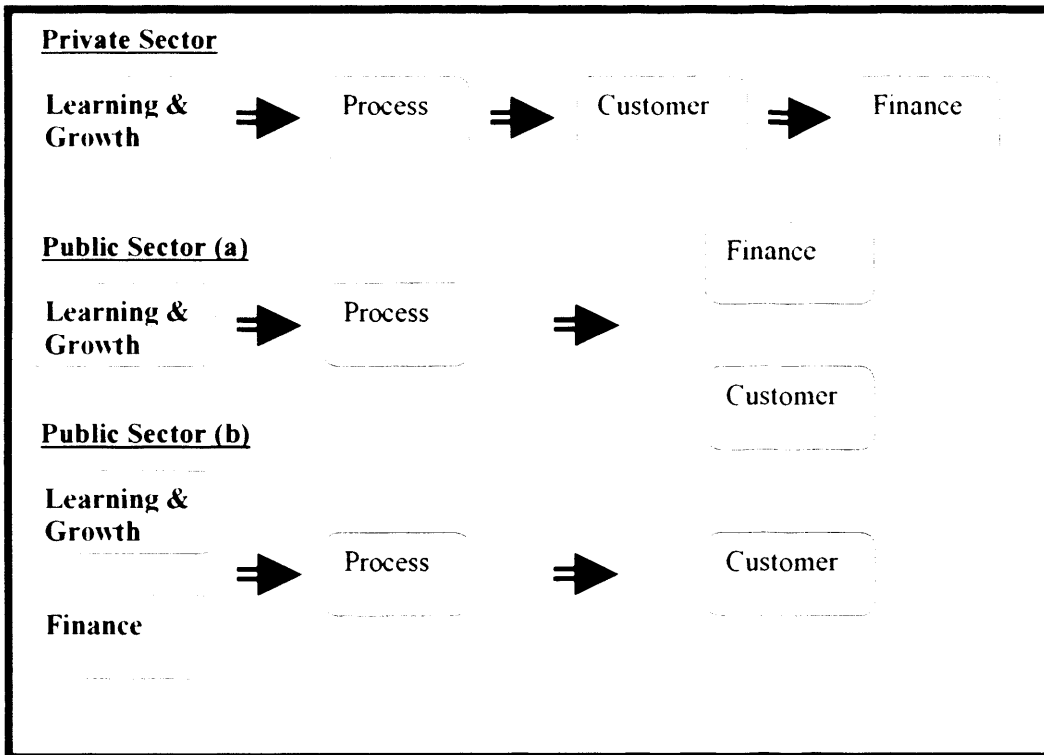 Private Sector
Learning &
Growth
Process
Customer
Finance
Public Sector (a)
Learning &
Growth
Process
Finance
Customer
Public Sector (b)
Learning &
Growth
Finance
Process
Customer